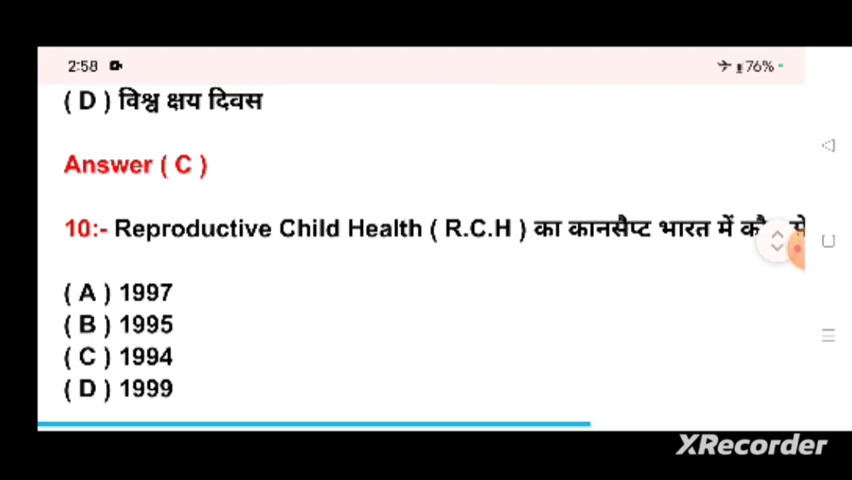 2:58
76%
( D ) विश्व क्षय दिवस
Answer ( C )
10:- Reproductive Child Health ( R.C.H ) का कानसैप्ट भारत में
( A ) 1997
( B ) 1995
( C ) 1994
( D ) 1999
XRecorder